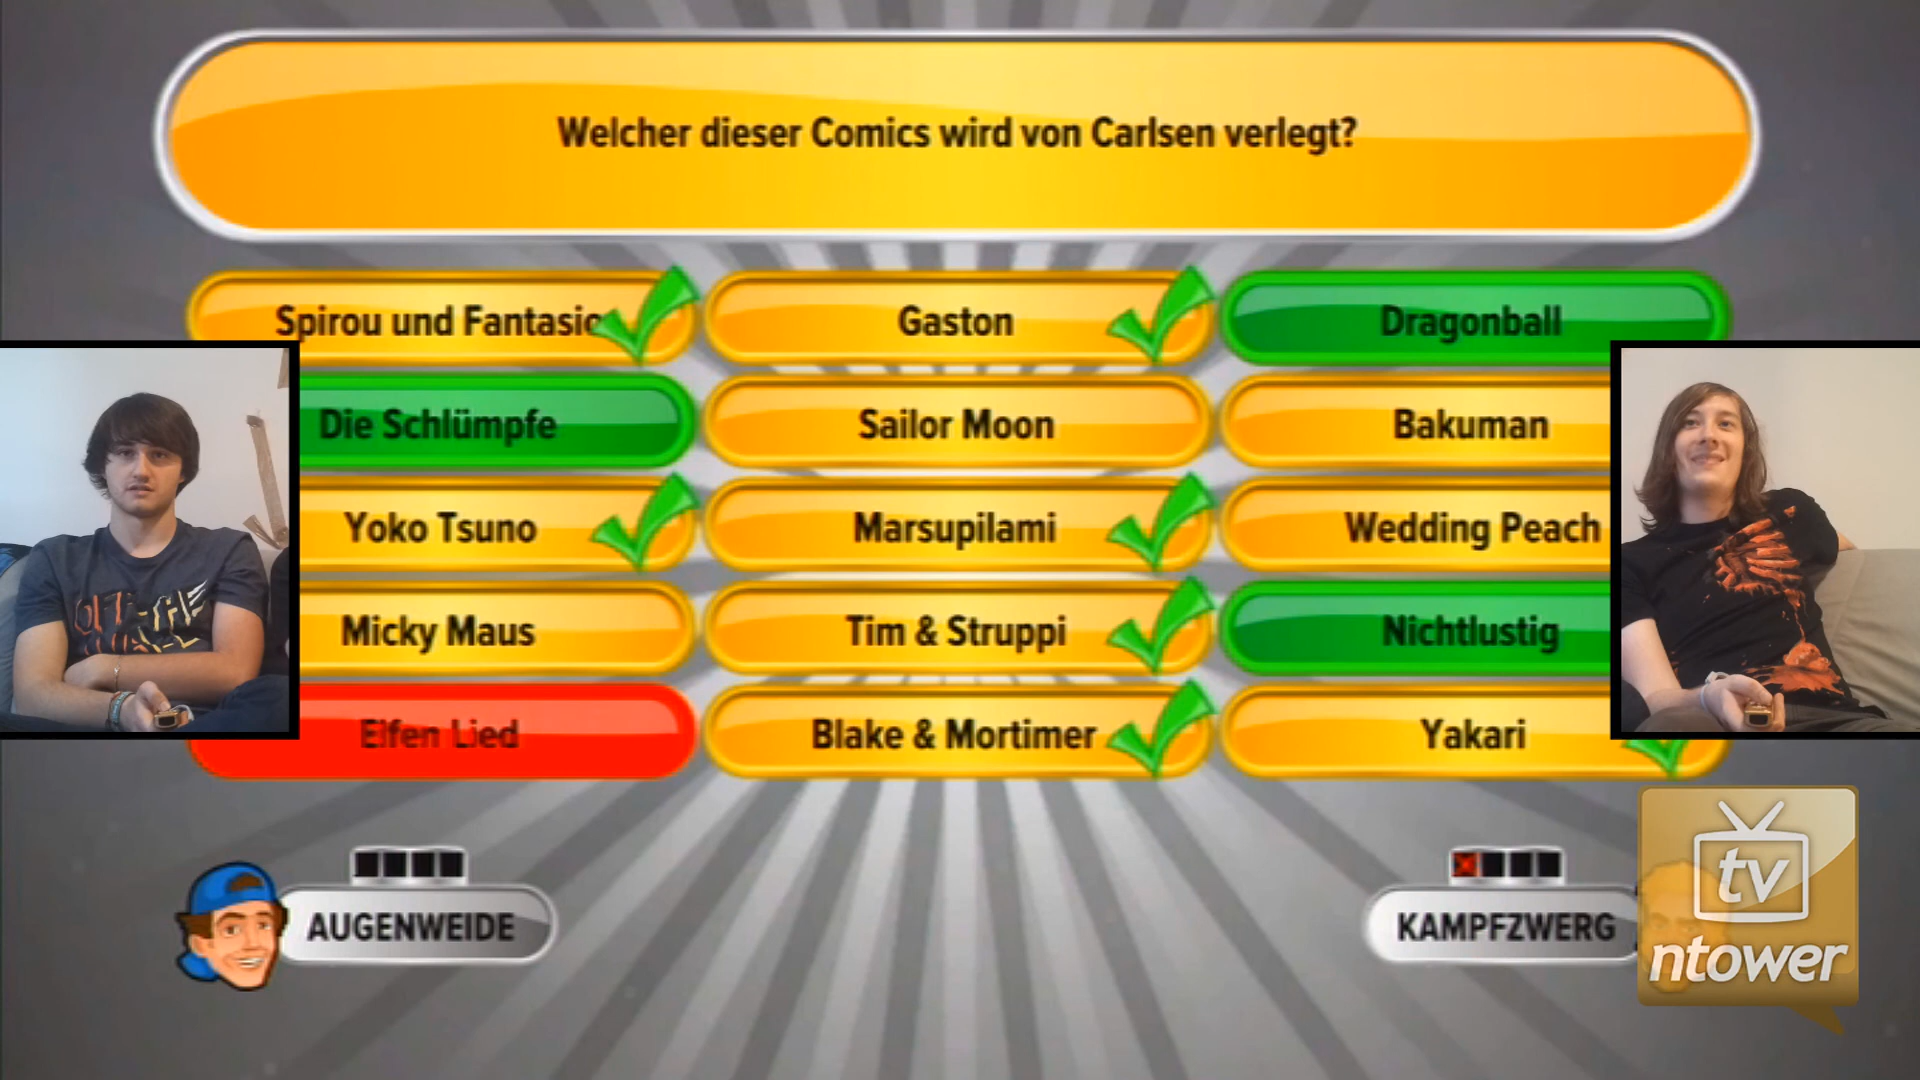 Welcher dieser Comics wird von Carlsen verlegt?
Spirou und Fantasio
Gaston
Dragonball
Die Schlümpfe
Sailor Moon
Bakuman
Yoko Tsuno
Marsupilami
Wedding Peach
Micky Maus
Tim & Struppi
Nichtlustig
Elfen Lied
Blake & Mortimer
Yakari
AUGENWEIDE
KAMPFZWERG
tv
ntower